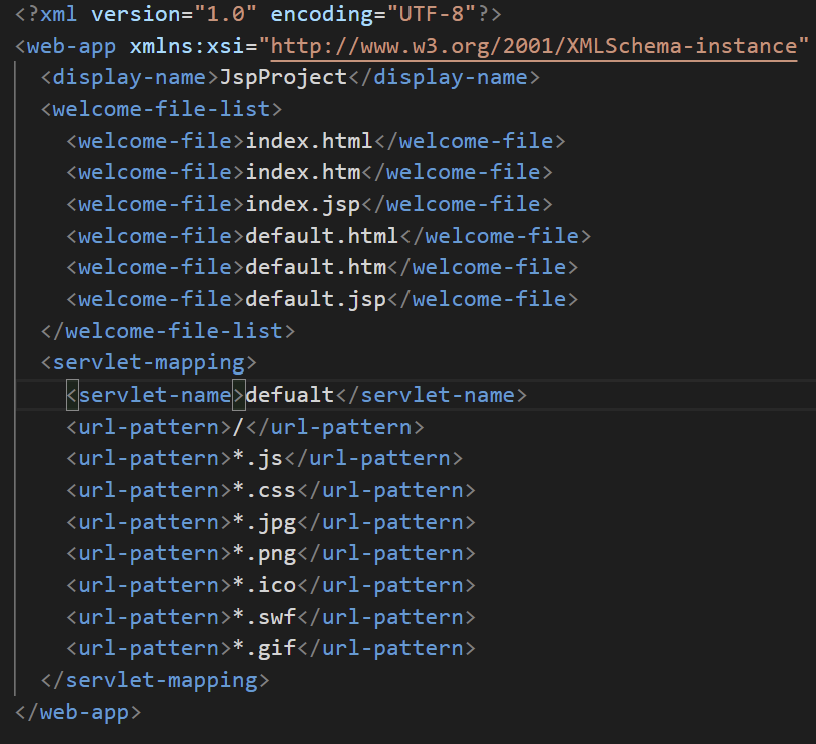 <?xml version="1.0" encoding="UTF-8"?>
<web-app xmlns:xsi="http://www.w3.org/2001/XMLSchema-instance"
<display-name>JspProject</display-name>
<welcome-file-list>
<welcome-file>index.html</welcome-file>
<welcome-file>index.htm</welcome-file>
<welcome-file>index.jsp</welcome-file>
<welcome-file>default.html</welcome-file>
<welcome-file>default.htm</welcome-file>
<welcome-file>default.jsp</welcome-file>
</welcome-file-list>
<servlet-mapping>
<servlet-name>defualt</servlet-name>
<url-pattern>/</url-pattern>
<url-pattern>*.js</url-pattern>
<url-pattern>*.css</url-pattern>
<url-pattern>*.jpg</url-pattern>
<url-pattern>*.png</url-pattern>
<url-pattern>*.ico</url-pattern>
<url-pattern>*.swf</url-pattern>
<url-pattern>*.gif</url-pattern>
</servlet-mapping>
</web-app>